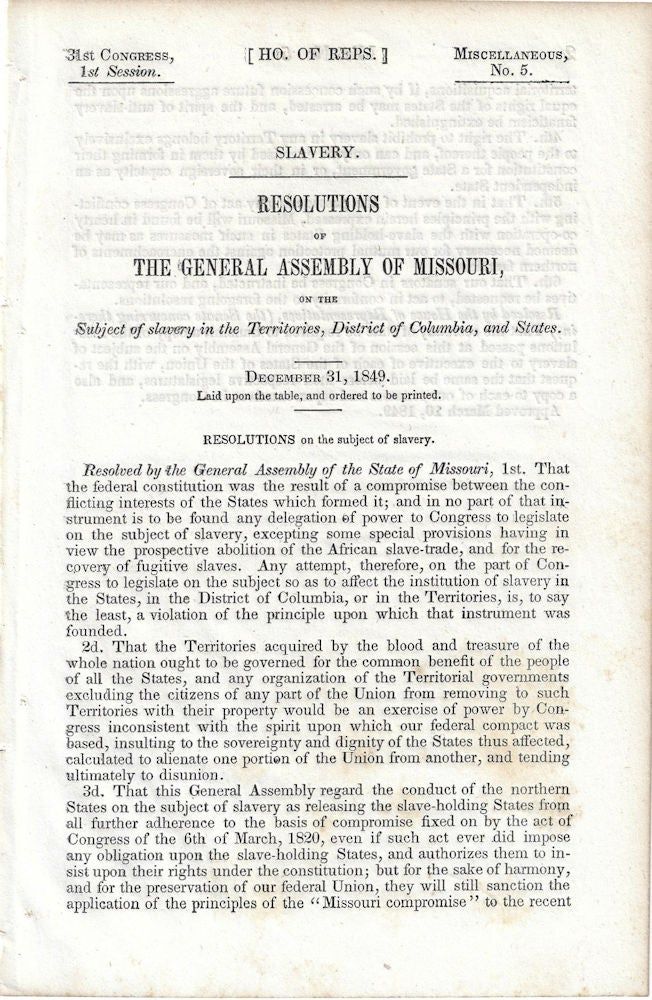 31st Congress, [ HO. OF REPS. ] Miscellaneous,
1st Session. No. 5.
SLAVERY.
RESOLUTIONS
OF
THE GENERAL ASSEMBLY OF MISSOURI,
ON THE
Subject of slavery in the Territories, District of Columbia, and States.
December 31, 1849.
Laid upon the table, and ordered to be printed.
RESOLUTIONS on the subject of slavery.
Resolved by the General Assembly of the State of Missouri, 1st. That
the federal constitution was the result of a compromise between the con-
flicting interests of the States which formed it; and in no part of that in-
strument is to be found any delegation of power to Congress to legislate
on the subject of slavery, excepting some special provisions having in
view the prospective abolition of the African slave-trade, and for the re-
covery of fugitive slaves. Any attempt, therefore, on the part of Con-
gress to legislate on the subject so as to affect the institution of slavery in
the States, in the District of Columbia, or in the Territories, is, to say
the least, a violation of the principle upon which that instrument was
founded.
2d. That the Territories acquired by the blood and treasure of the
whole nation ought to be governed for the common benefit of the people
of all the States, and any organization of the Territorial governments
excluding the citizens of any part of the Union from removing to such
Territories with their property would be an exercise of power by Con-
gress inconsistent with the spirit upon which our federal compact was
based, insulting to the sovereignty and dignity of the States thus affected,
calculated to alienate one portion of the Union from another, and tending
ultimately to disunion.
3d. That this General Assembly regard the conduct of the northern
States on the subject of slavery as releasing the slave-holding States from
all further adherence to the basis of compromise fixed on by the act of
Congress of the 6th of March, 1820, even if such act ever did impose
any obligation upon the slave-holding States, and authorizes them to in-
sist upon their rights under the constitution; but for the sake of harmony,
and for the preservation of our federal Union, they will still sanction the
application of the principles of the "Missouri compromise" to the recent